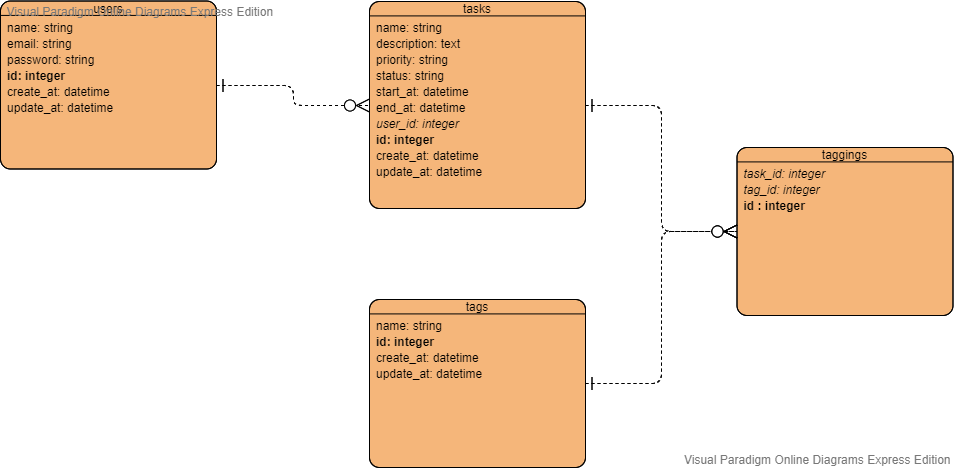 users
Visual Paradigm Online Diagrams Express Edition
name: string
email: string
password: string
id: integer
create_at: datetime
update_at: datetime
tasks
name: string
description: text
priority: string
status: string
start_at: datetime
end_at: datetime
user_id: integer
id: integer
create_at: datetime
update_at: datetime
taggings
task_id: integer
tag_id: integer
id : integer
tags
name: string
id: integer
create_at: datetime
update_at: datetime
Visual Paradigm Online Diagrams Express Edition